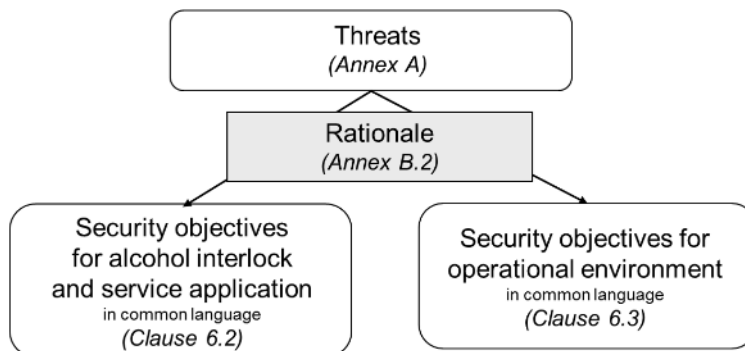 Threats
(Annex A)
Rationale
(Annex B.2)
Security objectives
for alcohol interlock
and service application
in common language
(Clause 6.2)
Security objectives for
operational environment
in common language
(Clause 6.3)